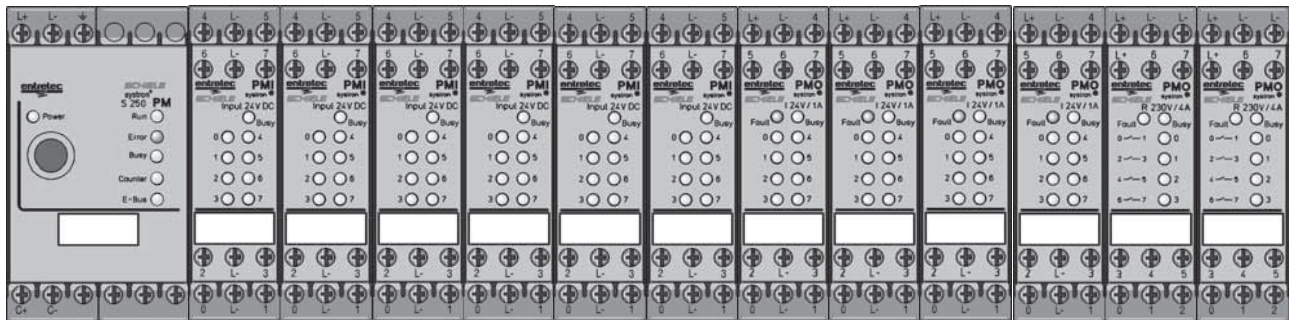 L+ L- ⏚
entrelec SCHIELE
systron
S 250 PM
Power Run
Error
Busy
Counter
E-Bus
C+ C-
4 L- 5
6 L- 7
entrelec PMI
SCHIELE systron
Input 24V DC
Busy
0 4
1 5
2 6
3 7
2 L- 3
0 L- 1
4 L- 5
6 L- 7
entrelec PMI
SCHIELE systron
Input 24V DC
Busy
0 4
1 5
2 6
3 7
2 L- 3
0 L- 1
4 L- 5
6 L- 7
entrelec PMI
SCHIELE systron
Input 24V DC
Busy
0 4
1 5
2 6
3 7
2 L- 3
0 L- 1
4 L- 5
6 L- 7
entrelec PMI
SCHIELE systron
Input 24V DC
Busy
0 4
1 5
2 6
3 7
2 L- 3
0 L- 1
4 L- 5
6 L- 7
entrelec PMI
SCHIELE systron
Input 24V DC
Busy
0 4
1 5
2 6
3 7
2 L- 3
0 L- 1
4 L- 5
6 L- 7
entrelec PMI
SCHIELE systron
Input 24V DC
Busy
0 4
1 5
2 6
3 7
2 L- 3
0 L- 1
L+ L- 4
5 6 7
entrelec PMO
SCHIELE systron
I 24V/1A
Fault Busy
0 4
1 5
2 6
3 7
2 L- 3
0 L- 1
L+ L- 4
5 6 7
entrelec PMO
SCHIELE systron
I 24V/1A
Fault Busy
0 4
1 5
2 6
3 7
2 L- 3
0 L- 1
L+ L- 4
5 6 7
entrelec PMO
SCHIELE systron
I 24V/1A
Fault Busy
0 4
1 5
2 6
3 7
2 L- 3
0 L- 1
L+ L- 4
5 6 7
entrelec PMO
SCHIELE systron
I 24V/1A
Fault Busy
0 4
1 5
2 6
3 7
2 L- 3
0 L- 1
L+ L- L-
L+ 6 7
entrelec PMO
SCHIELE systron
R 230V/4A
Fault Busy
0 1 0
2 3 1
4 5 2
6 7 3
3 4 5
0 1 2
L+ L- L-
L+ 6 7
entrelec PMO
SCHIELE systron
R 230V/4A
Fault Busy
0 1 0
2 3 1
4 5 2
6 7 3
3 4 5
0 1 2